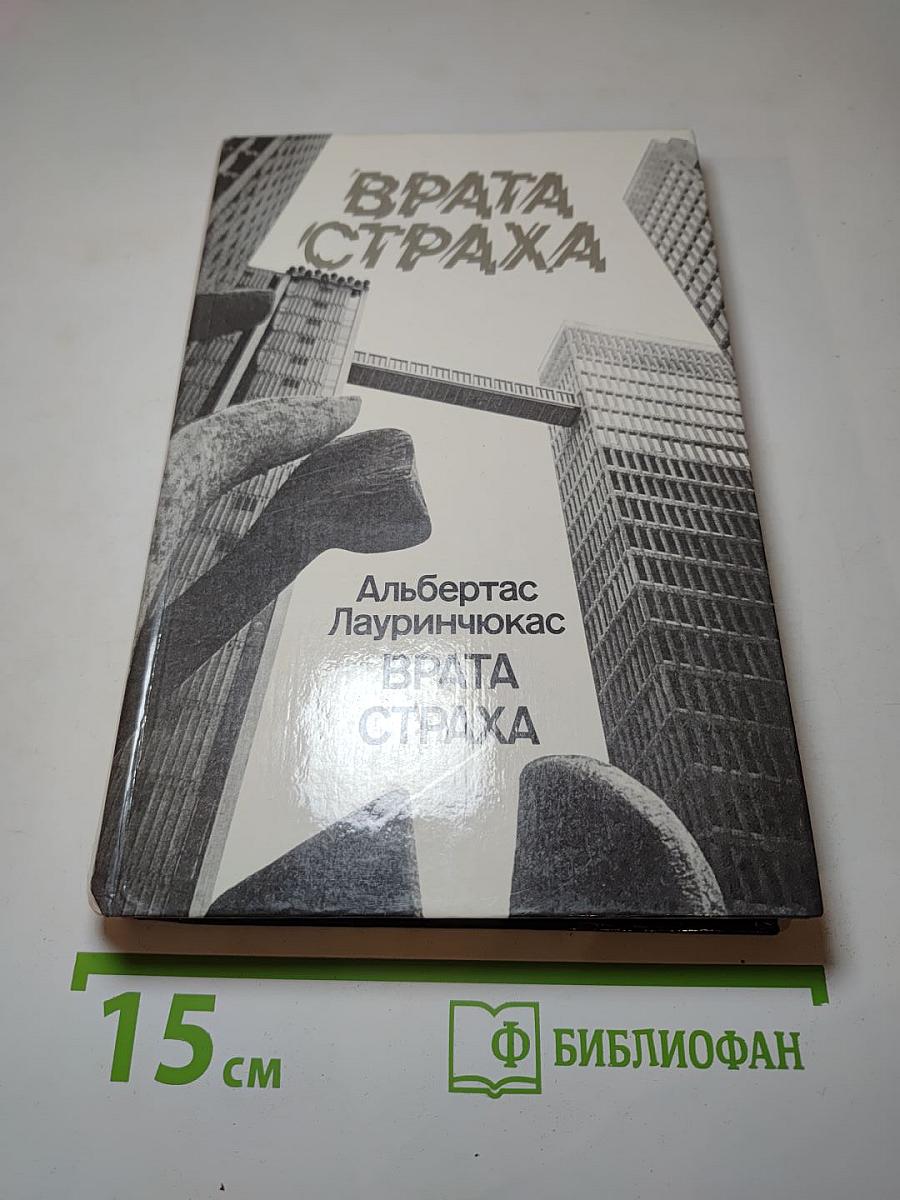 ВРАТА
СТРАХА
Альбертас
Лауринчюкас
ВРАТА
СТРАХА
15 см
Ф БИБЛИОФАН